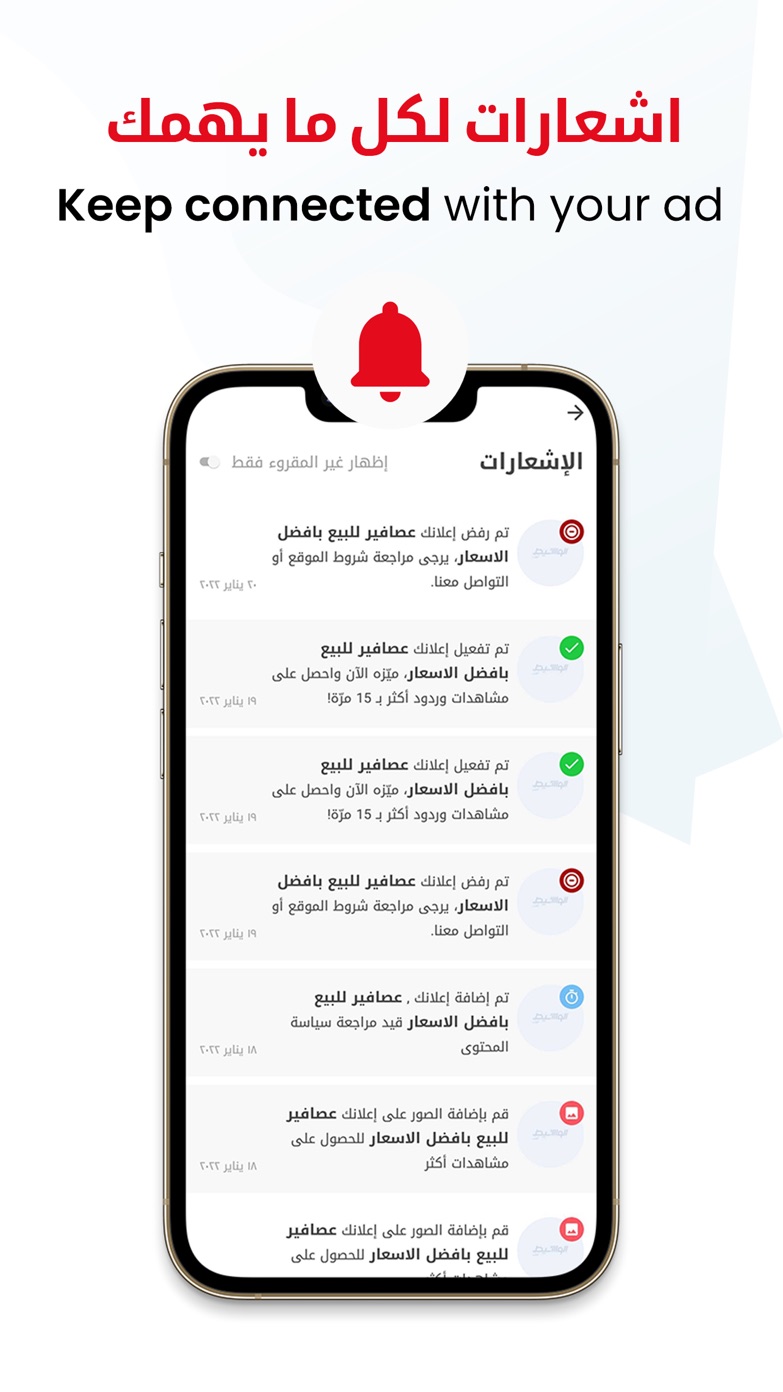 اشعارات لكل ما يهمك
Keep connected with your ad
الإشعارات
إظهار غير المقروء فقط
تم رفض إعلانك عصافير للبيع بافضل
الاسعار، يرجى مراجعة شروط الموقع أو
التواصل معنا.
٢٠ يناير ٢٠٢٢
تم تفعيل إعلانك عصافير للبيع
بافضل الاسعار، ميّزه الآن واحصل على
مشاهدات وردود أكثر بـ 15 مرّة!
١٩ يناير ٢٠٢٢
تم تفعيل إعلانك عصافير للبيع
بافضل الاسعار، ميّزه الآن واحصل على
مشاهدات وردود أكثر بـ 15 مرّة!
١٩ يناير ٢٠٢٢
تم رفض إعلانك عصافير للبيع بافضل
الاسعار، يرجى مراجعة شروط الموقع أو
التواصل معنا.
١٩ يناير ٢٠٢٢
تم إضافة إعلانك , عصافير للبيع
بافضل الاسعار قيد مراجعة سياسة
المحتوى
١٨ يناير ٢٠٢٢
قم بإضافة الصور على إعلانك عصافير
للبيع بافضل الاسعار للحصول على
مشاهدات أكثر
١٨ يناير ٢٠٢٢
قم بإضافة الصور على إعلانك عصافير
للبيع بافضل الاسعار للحصول على